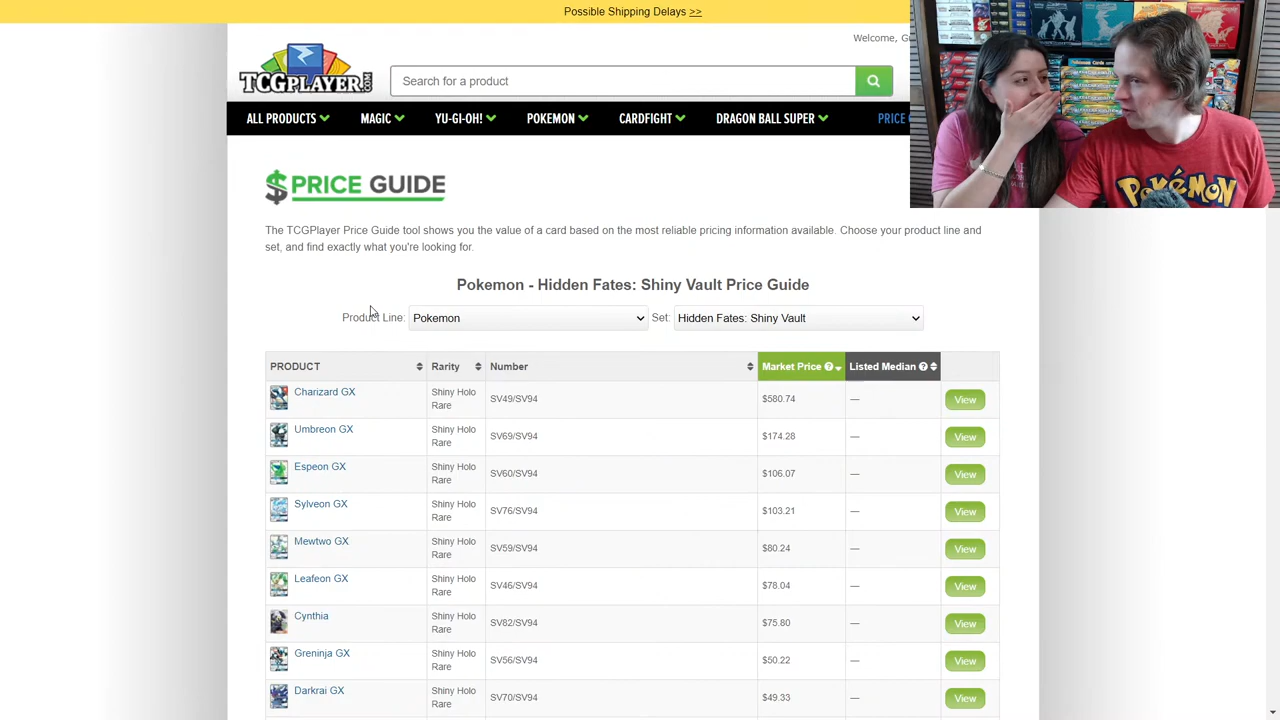 Possible Shipping Delays >>
Welcome, Gu
TCGPLAYER.COM
Search for a product
ALL PRODUCTS
MAGIC
YU-GI-OH!
POKEMON
CARDFIGHT
DRAGON BALL SUPER
PRICE
$ PRICE GUIDE
The TCGPlayer Price Guide tool shows you the value of a card based on the most reliable pricing information available. Choose your product line and
set, and find exactly what you're looking for.
Pokemon - Hidden Fates: Shiny Vault Price Guide
Product Line: Pokemon Set: Hidden Fates: Shiny Vault
PRODUCT Rarity Number Market Price ? Listed Median ?
Charizard GX Shiny Holo Rare SV49/SV94 $580.74 — View
Umbreon GX Shiny Holo Rare SV69/SV94 $174.28 — View
Espeon GX Shiny Holo Rare SV60/SV94 $106.07 — View
Sylveon GX Shiny Holo Rare SV76/SV94 $103.21 — View
Mewtwo GX Shiny Holo Rare SV59/SV94 $80.24 — View
Leafeon GX Shiny Holo Rare SV46/SV94 $78.04 — View
Cynthia Shiny Holo Rare SV82/SV94 $75.80 — View
Greninja GX Shiny Holo Rare SV56/SV94 $50.22 — View
Darkrai GX Shiny Holo Rare SV70/SV94 $49.33 — View
POKéMON